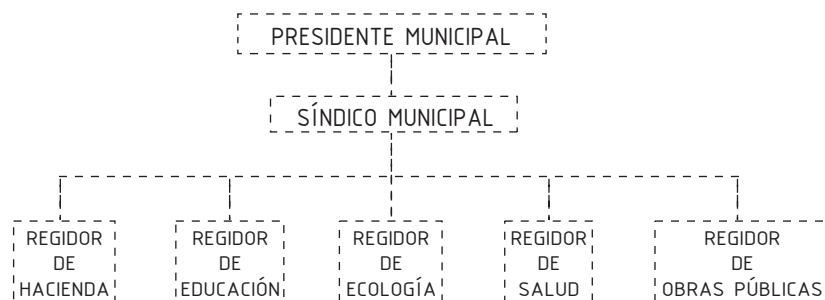 PRESIDENTE MUNICIPAL
SÍNDICO MUNICIPAL
REGIDOR
DE
HACIENDA
REGIDOR
DE
EDUCACIÓN
REGIDOR
DE
ECOLOGÍA
REGIDOR
DE
SALUD
REGIDOR
DE
OBRAS PÚBLICAS